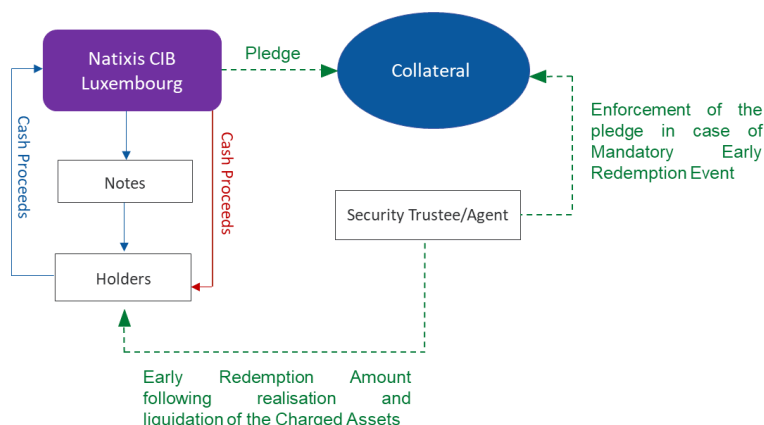 Natixis CIB
Luxembourg
Pledge
Collateral
Enforcement of the
pledge in case of
Mandatory Early
Redemption Event
Cash Proceeds
Cash Proceeds
Notes
Security Trustee/Agent
Holders
Early Redemption Amount
following realisation and
liquidation of the Charged Assets